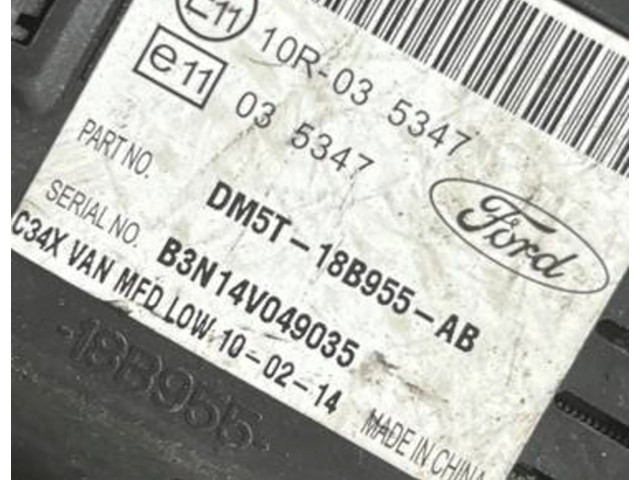 E11 10R-03 5347
e11 03 5347
Ford
PART NO. DM5T-18B955-AB
SERIAL NO. B3N14V049035
C34X VAN MFD LOW 10-02-14
MADE IN CHINA
-18B955-